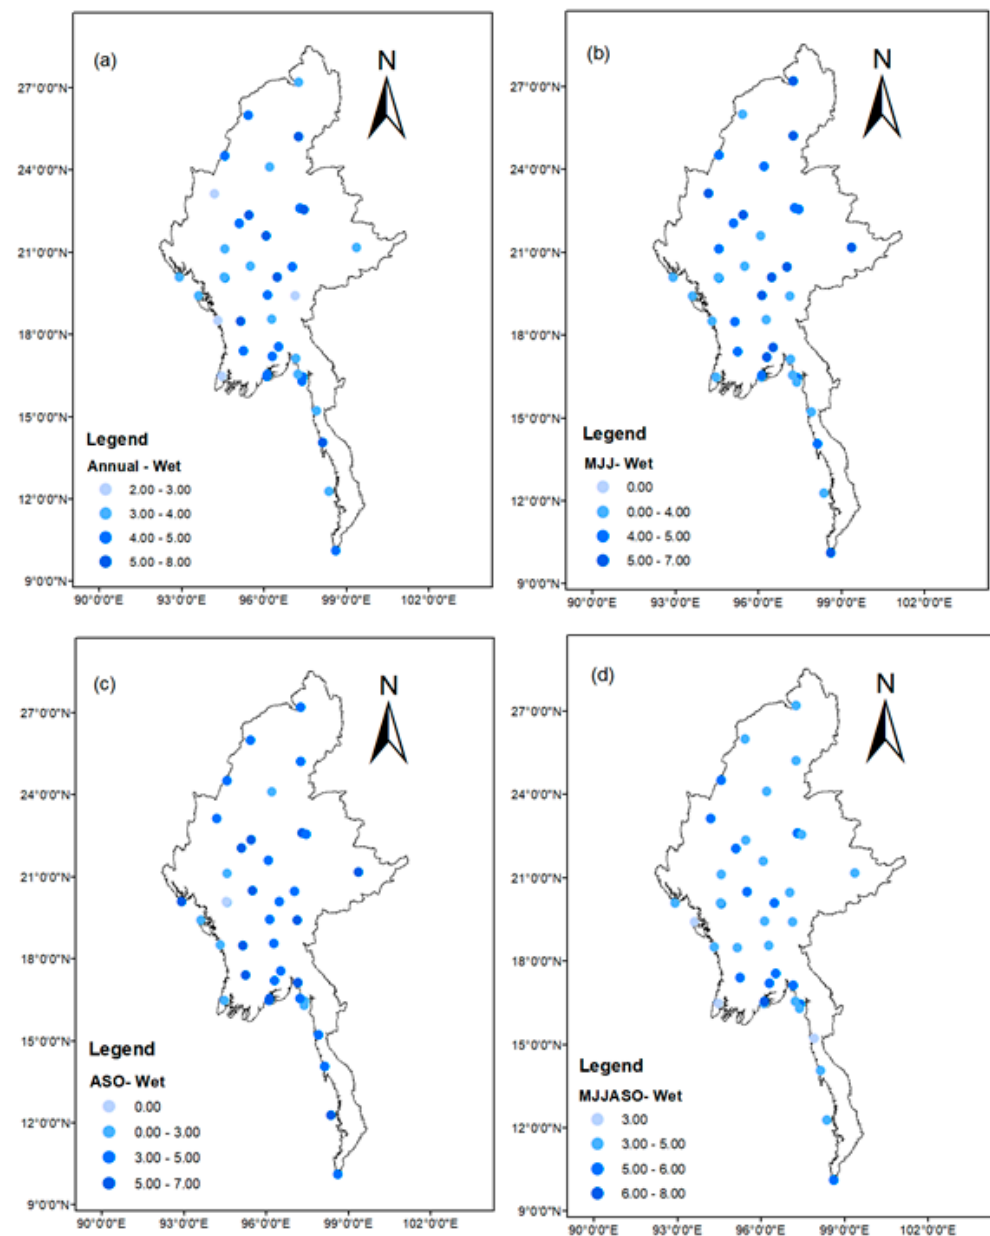 (a)
N
27°0'0"N
24°0'0"N
21°0'0"N
18°0'0"N
15°0'0"N
12°0'0"N
9°0'0"N
Legend
Annual - Wet
2.00 - 3.00
3.00 - 4.00
4.00 - 5.00
5.00 - 8.00
90°0'0"E 93°0'0"E 96°0'0"E 99°0'0"E 102°0'0"E
(b)
N
27°0'0"N
24°0'0"N
21°0'0"N
18°0'0"N
15°0'0"N
12°0'0"N
9°0'0"N
Legend
MJJ- Wet
0.00
0.00 - 4.00
4.00 - 5.00
5.00 - 7.00
90°0'0"E 93°0'0"E 96°0'0"E 99°0'0"E 102°0'0"E
(c)
N
27°0'0"N
24°0'0"N
21°0'0"N
18°0'0"N
15°0'0"N
12°0'0"N
9°0'0"N
Legend
ASO- Wet
0.00
0.00 - 3.00
3.00 - 5.00
5.00 - 7.00
90°0'0"E 93°0'0"E 96°0'0"E 99°0'0"E 102°0'0"E
(d)
N
27°0'0"N
24°0'0"N
21°0'0"N
18°0'0"N
15°0'0"N
12°0'0"N
9°0'0"N
Legend
MJJASO- Wet
3.00
3.00 - 5.00
5.00 - 6.00
6.00 - 8.00
90°0'0"E 93°0'0"E 96°0'0"E 99°0'0"E 102°0'0"E